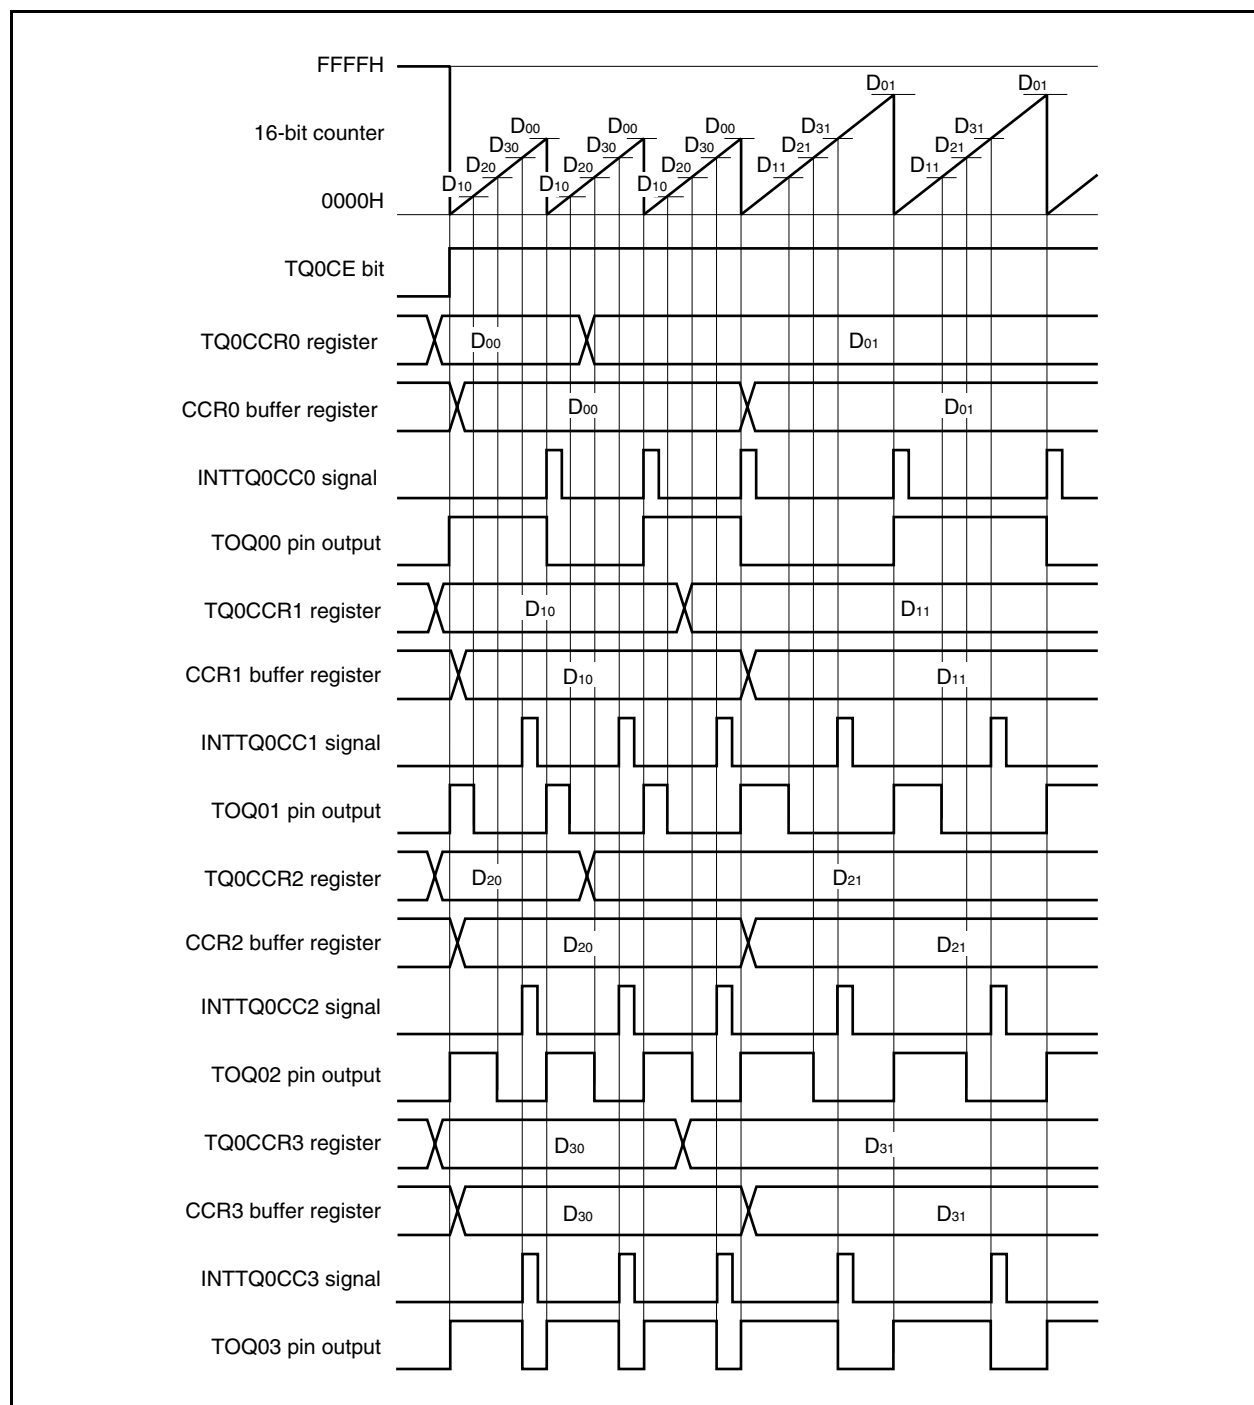 FFFFH
16-bit counter
0000H
D10 D20 D30 D00 D10 D20 D30 D00 D10 D20 D30 D00 D11 D21 D31 D01 D11 D21 D31 D01
TQ0CE bit
TQ0CCR0 register D00 D01
CCR0 buffer register D00 D01
INTTQ0CC0 signal
TOQ00 pin output
TQ0CCR1 register D10 D11
CCR1 buffer register D10 D11
INTTQ0CC1 signal
TOQ01 pin output
TQ0CCR2 register D20 D21
CCR2 buffer register D20 D21
INTTQ0CC2 signal
TOQ02 pin output
TQ0CCR3 register D30 D31
CCR3 buffer register D30 D31
INTTQ0CC3 signal
TOQ03 pin output